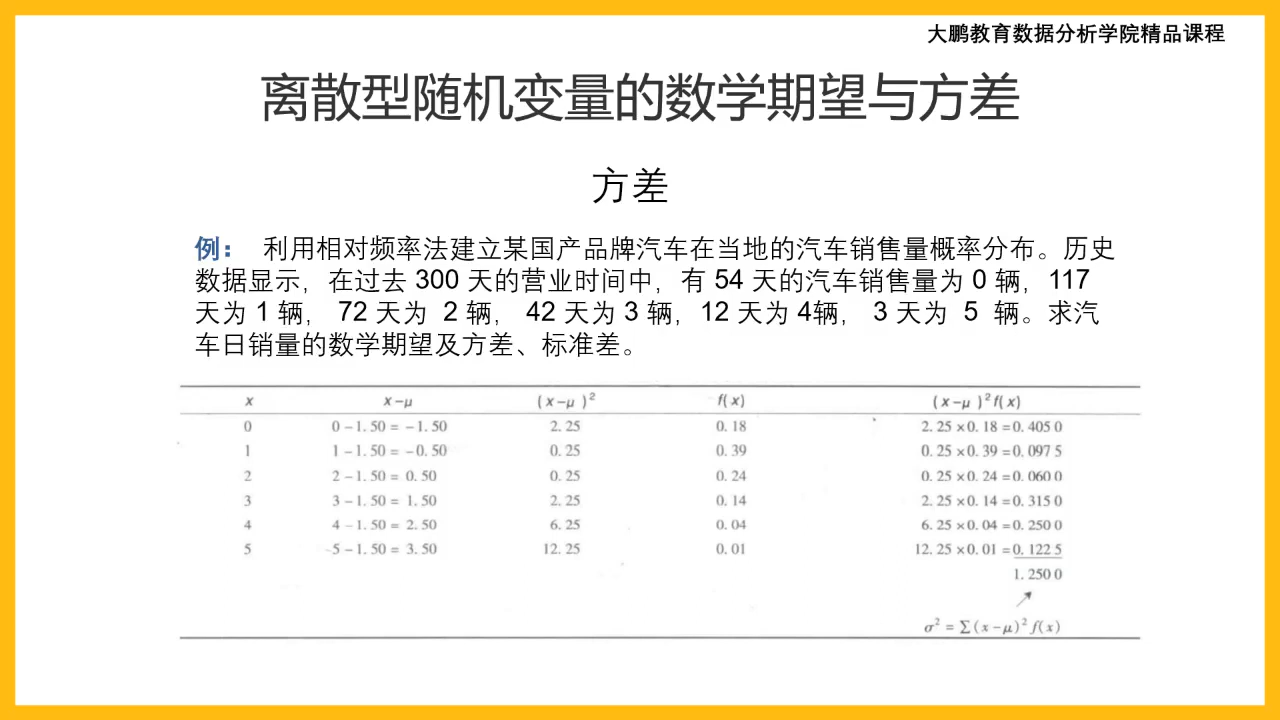 大鹏教育数据分析学院精品课程
离散型随机变量的数学期望与方差
方差
例： 利用相对频率法建立某国产品牌汽车在当地的汽车销售量概率分布。历史
数据显示，在过去 300 天的营业时间中，有 54 天的汽车销售量为 0 辆，117
天为 1 辆， 72 天为 2 辆， 42 天为 3 辆，12 天为 4辆， 3 天为 5 辆。求汽
车日销量的数学期望及方差、标准差。
x x-μ (x-μ)² f(x) (x-μ)²f(x)
0 0-1.50=-1.50 2.25 0.18 2.25×0.18=0.4050
1 1-1.50=-0.50 0.25 0.39 0.25×0.39=0.0975
2 2-1.50=0.50 0.25 0.24 0.25×0.24=0.0600
3 3-1.50=1.50 2.25 0.14 2.25×0.14=0.3150
4 4-1.50=2.50 6.25 0.04 6.25×0.04=0.2500
5 5-1.50=3.50 12.25 0.01 12.25×0.01=0.1225
1.2500
σ²=Σ(x-μ)²f(x)